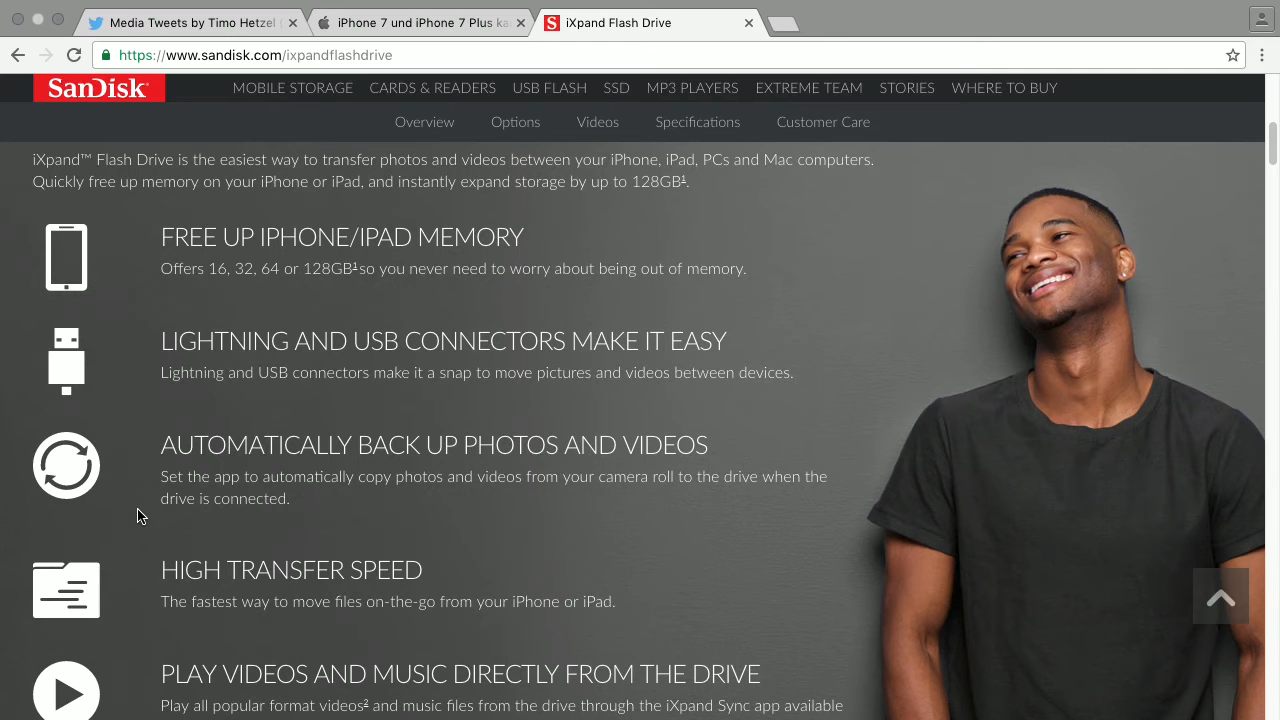 Media Tweets by Timo Hetzel
iPhone 7 und iPhone 7 Plus ka
iXpand Flash Drive
https://www.sandisk.com/ixpandflashdrive
SanDisk
MOBILE STORAGE CARDS & READERS USB FLASH SSD MP3 PLAYERS EXTREME TEAM STORIES WHERE TO BUY
Overview Options Videos Specifications Customer Care
iXpand™ Flash Drive is the easiest way to transfer photos and videos between your iPhone, iPad, PCs and Mac computers.
Quickly free up memory on your iPhone or iPad, and instantly expand storage by up to 128GB¹.
FREE UP IPHONE/IPAD MEMORY
Offers 16, 32, 64 or 128GB¹ so you never need to worry about being out of memory.
LIGHTNING AND USB CONNECTORS MAKE IT EASY
Lightning and USB connectors make it a snap to move pictures and videos between devices.
AUTOMATICALLY BACK UP PHOTOS AND VIDEOS
Set the app to automatically copy photos and videos from your camera roll to the drive when the
drive is connected.
HIGH TRANSFER SPEED
The fastest way to move files on-the-go from your iPhone or iPad.
PLAY VIDEOS AND MUSIC DIRECTLY FROM THE DRIVE
Play all popular format videos² and music files from the drive through the iXpand Sync app available